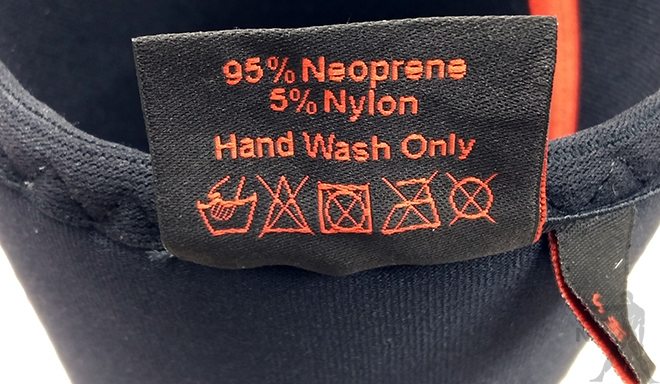 95% Neoprene
5% Nylon
Hand Wash Only